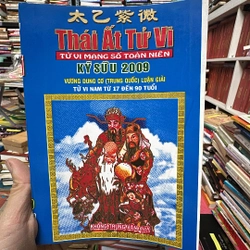 太乙紫微
Thái Ất Tử Vi
TỬ VI MẠNG SỐ TOÀN NIÊN
KỶ SỬU 2009
VƯƠNG DUNG CƠ (TRUNG QUỐC) LUẬN GIẢI
TỬ VI NAM TỪ 17 ĐẾN 90 TUỔI